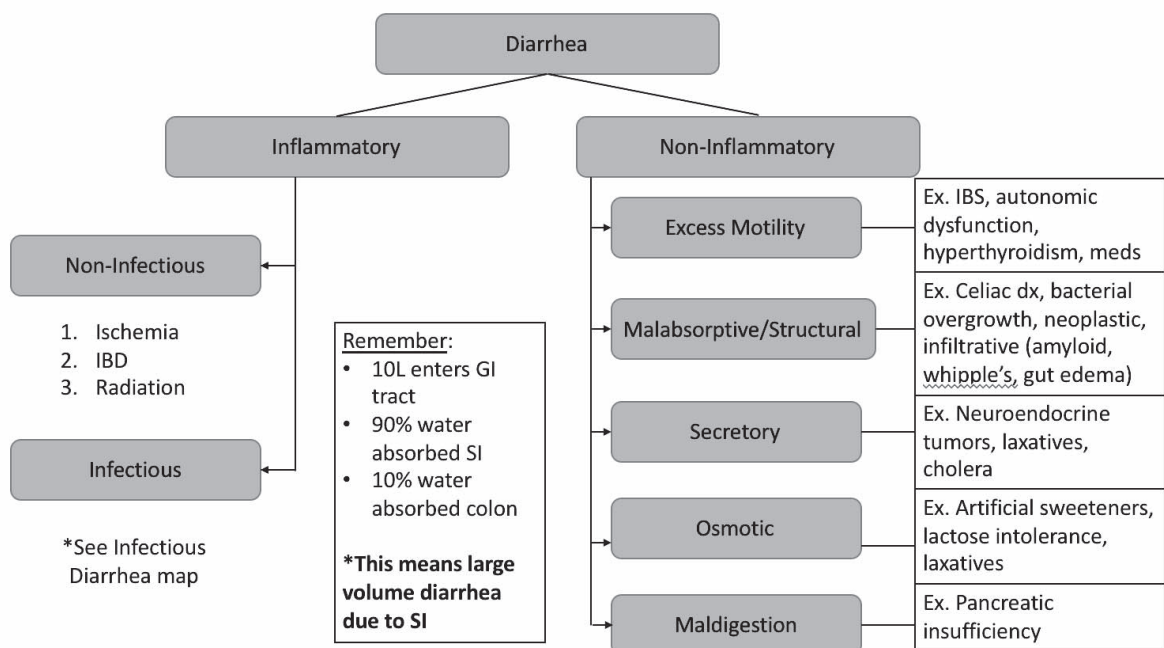 Diarrhea
Inflammatory
Non-Infectious
1. Ischemia
2. IBD
3. Radiation
Infectious
*See Infectious
Diarrhea map
Remember:
• 10L enters GI
tract
• 90% water
absorbed SI
• 10% water
absorbed colon
*This means large
volume diarrhea
due to SI
Non-Inflammatory
Excess Motility
Ex. IBS, autonomic
dysfunction,
hyperthyroidism, meds
Malabsorptive/Structural
Ex. Celiac dx, bacterial
overgrowth, neoplastic,
infiltrative (amyloid,
whipple’s, gut edema)
Secretory
Ex. Neuroendocrine
tumors, laxatives,
cholera
Osmotic
Ex. Artificial sweeteners,
lactose intolerance,
laxatives
Maldigestion
Ex. Pancreatic
insufficiency